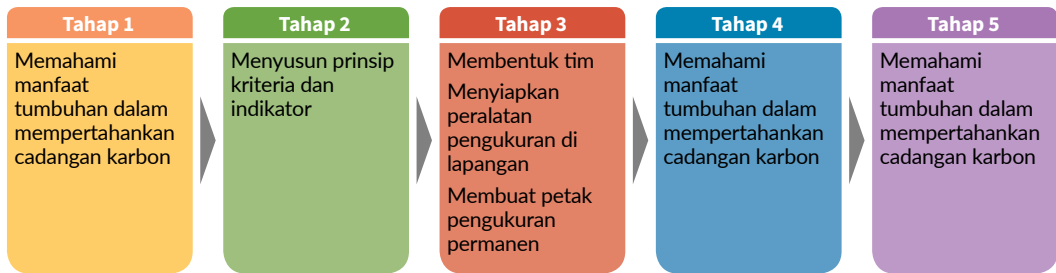 Tahap 1
Memahami
manfaat
tumbuhan dalam
mempertahankan
cadangan karbon
Tahap 2
Menyusun prinsip
kriteria dan
indikator
Tahap 3
Membentuk tim
Menyiapkan
peralatan
pengukuran di
lapangan
Membuat petak
pengukuran
permanen
Tahap 4
Memahami
manfaat
tumbuhan dalam
mempertahankan
cadangan karbon
Tahap 5
Memahami
manfaat
tumbuhan dalam
mempertahankan
cadangan karbon